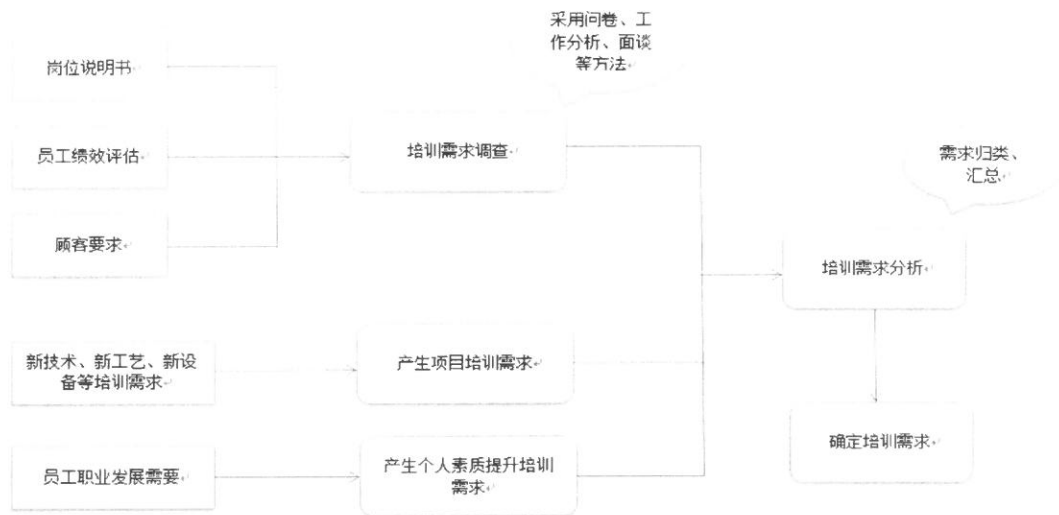 采用问卷、工
作分析、面谈
等方法
岗位说明书
员工绩效评估
培训需求调查
需求归类、
汇总
顾客要求
培训需求分析
新技术、新工艺、新设
备等培训需求
产生项目培训需求
确定培训需求
员工职业发展需要
产生个人素质提升培训
需求